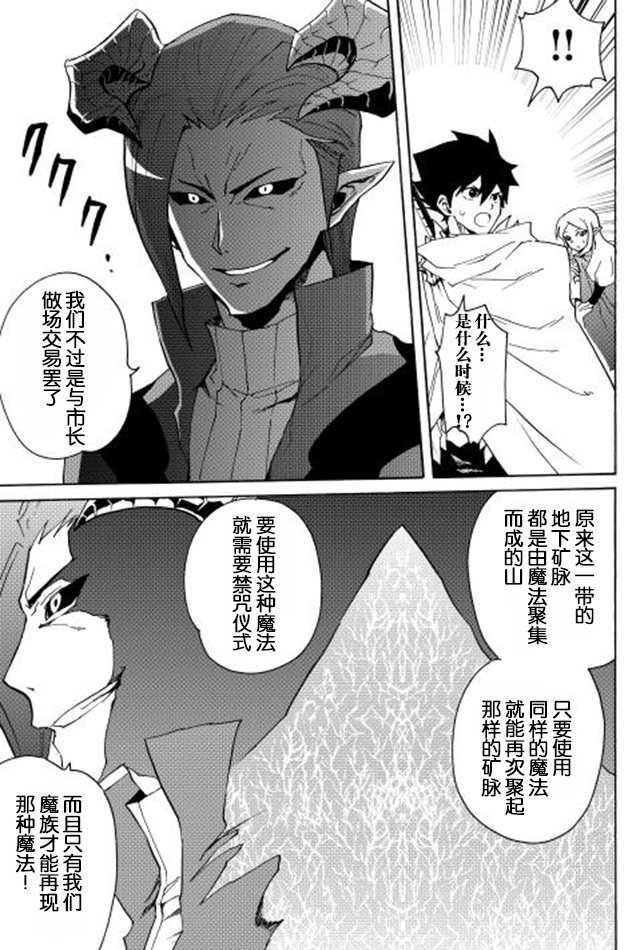 !!
什么…
是什么时候…!?
ククク.
我们不过是与市长
做场交易罢了
原来这一带的
地下矿脉
都是由魔法聚集
而成的山
只要使用
同样的魔法
就能再次聚起
那样的矿脉
要使用这种魔法
就需要禁咒仪式
而且只有我们
魔族才能再现
那种魔法！